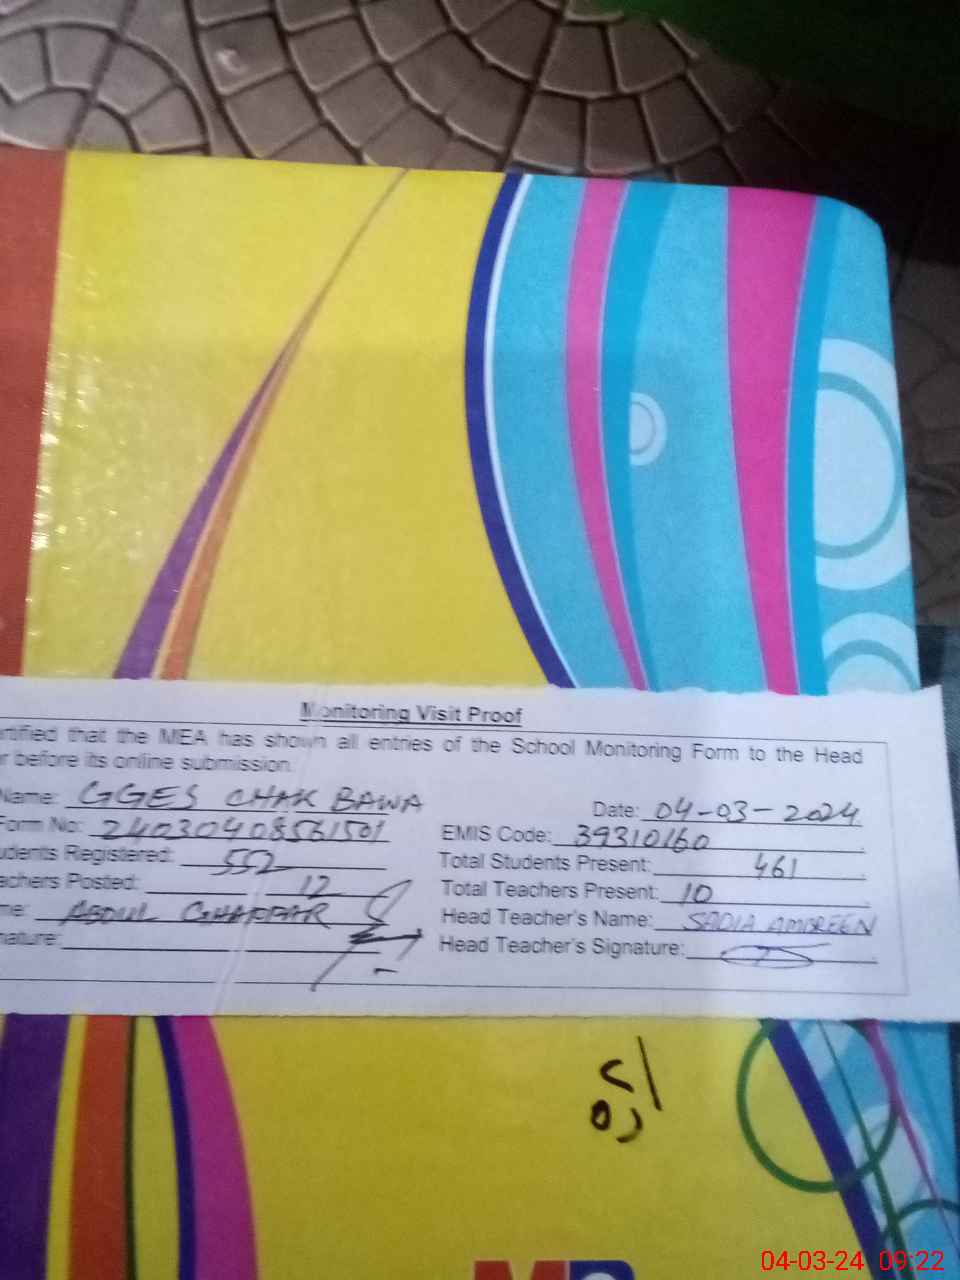 Monitoring Visit Proof
rtified that the MEA has shown all entries of the School Monitoring Form to the Head
r before its online submission.
Name: GGES CHAK BAWA
Date: 04-03-2024
Form No: 24030408561501
EMIS Code: 39310160
udents Registered: 552
Total Students Present: 461
achers Posted: 12
Total Teachers Present: 10
me: ABDUL GHAFFAR
Head Teacher's Name: SADIA AMBREEN
nature:
Head Teacher's Signature:
04-03-24 09:22